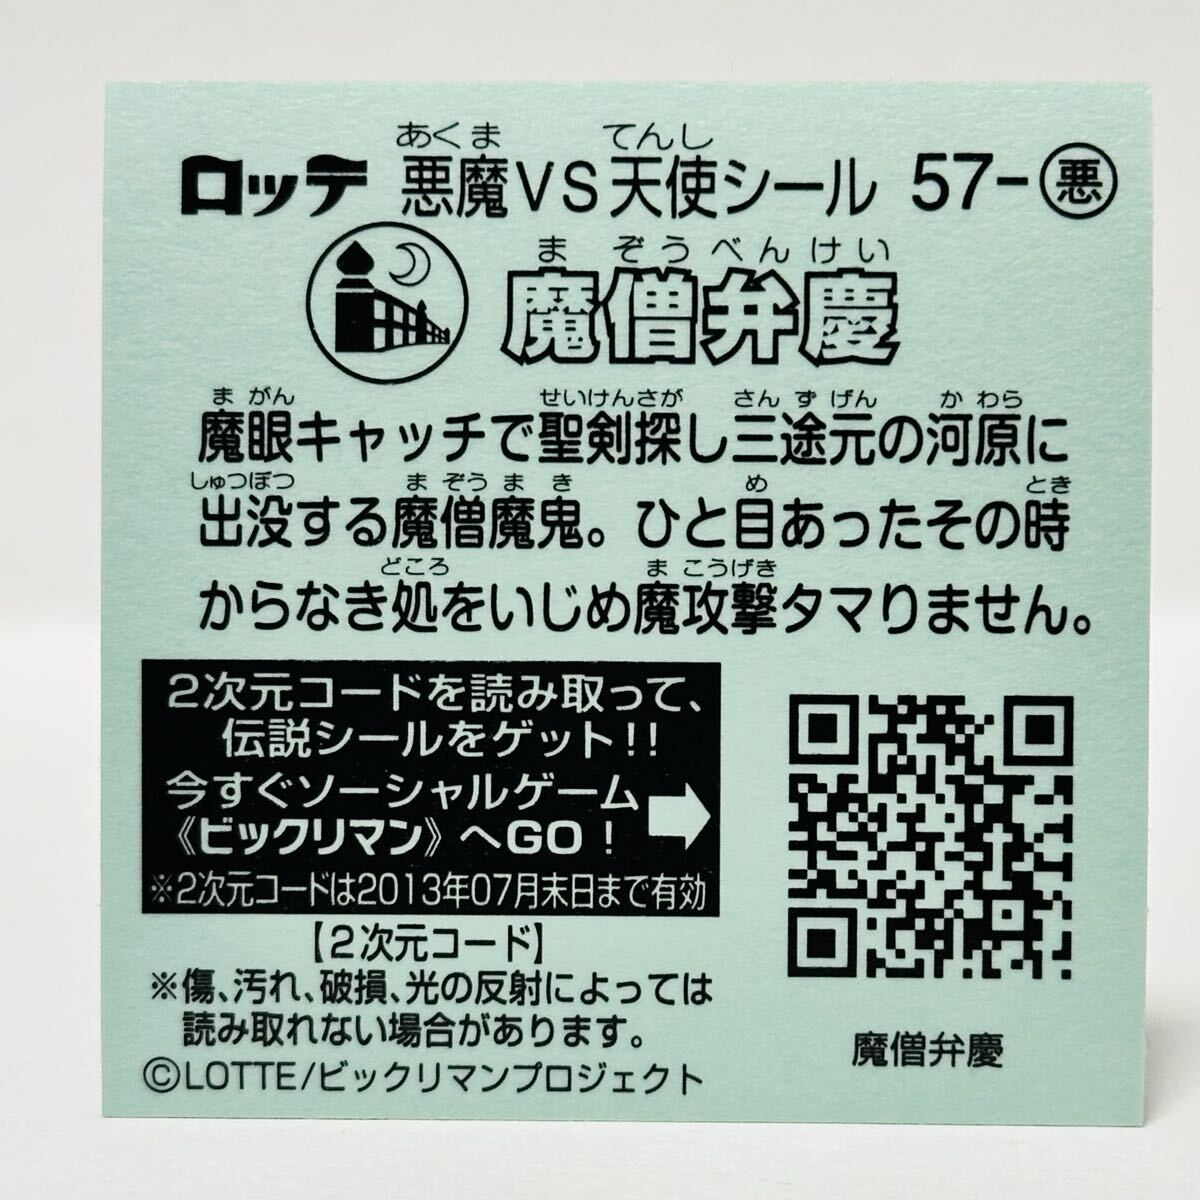 あくま てんし
ロッテ 悪魔VS天使シール 57-悪
まぞうべんけい
魔僧弁慶
まがん せいけんさが さんずげん かわら
魔眼キャッチで聖剣探し三途元の河原に
しゅつぼつ まぞうまき め とき
出没する魔僧魔鬼。ひと目あったその時
どころ まこうげき
からなき処をいじめ魔攻撃タマりません。
2次元コードを読み取って、
伝説シールをゲット!!
今すぐソーシャルゲーム
《ビックリマン》へGO!
※2次元コードは2013年07月末日まで有効
【2次元コード】
※傷、汚れ、破損、光の反射によっては
読み取れない場合があります。
©LOTTE/ビックリマンプロジェクト
魔僧弁慶